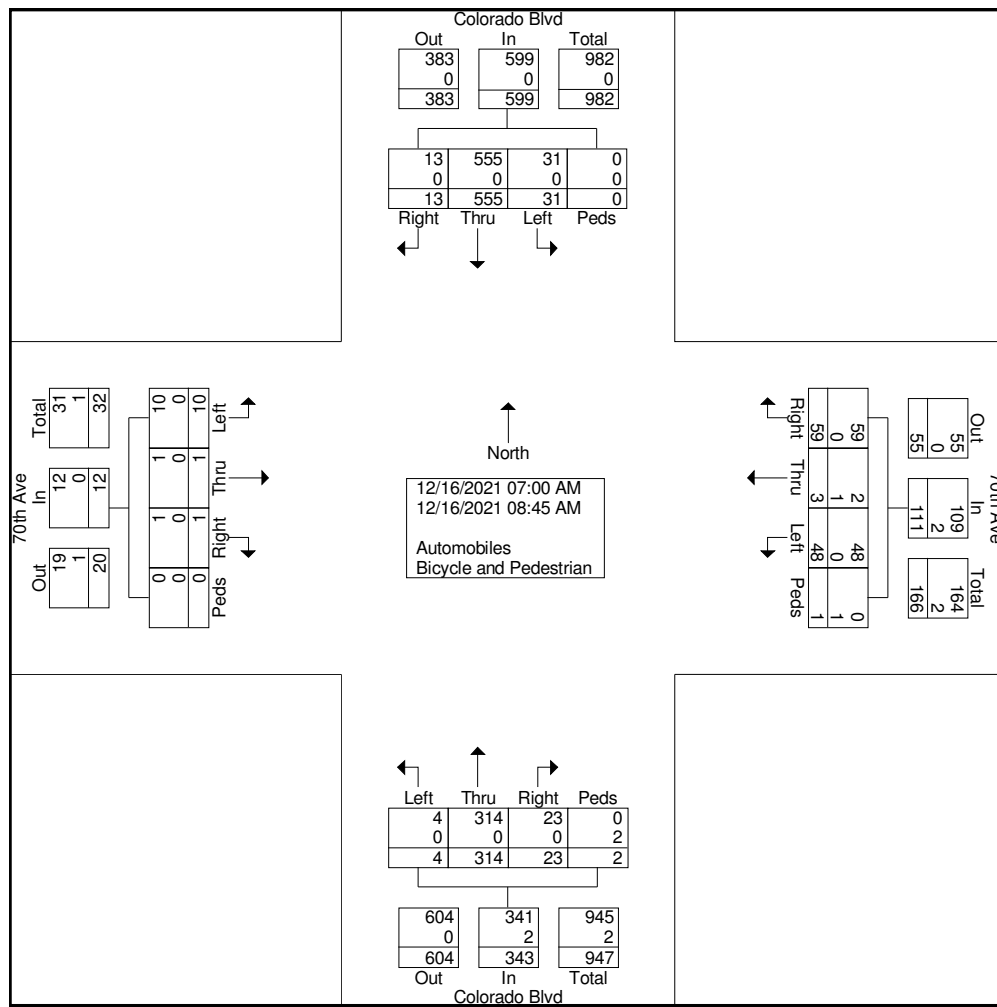 Colorado Blvd
Out In Total
383 599 982
0 0 0
383 599 982
13 555 31 0
0 0 0 0
13 555 31 0
Right Thru Left Peds
70th Ave
Out In Total
19 12 31
1 0 1
20 12 32
10 1 1 0
0 0 0 0
10 1 1 0
Left Thru Right Peds
North
12/16/2021 07:00 AM
12/16/2021 08:45 AM
Automobiles
Bicycle and Pedestrian
70th Ave
Out In Total
55 109 164
0 2 2
55 111 166
59 2 48 0
0 1 0 1
59 3 48 1
Right Thru Left Peds
Left Thru Right Peds
4 314 23 0
0 0 0 2
4 314 23 2
604 341 945
0 2 2
604 343 947
Out In Total
Colorado Blvd